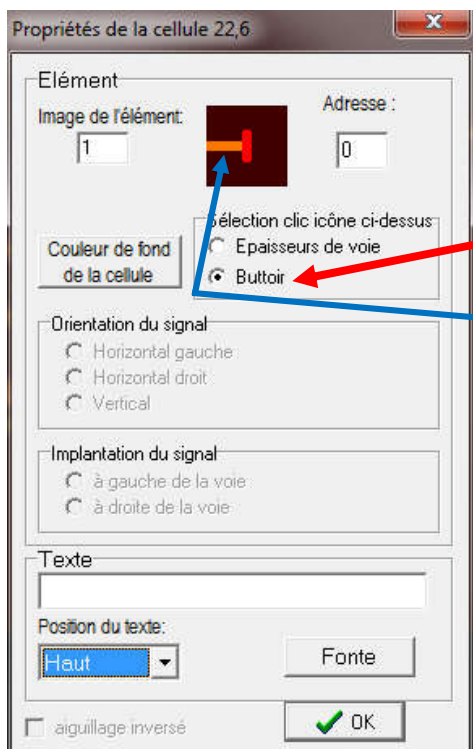 Propriétés de la cellule 22,6
Elément
Image de l'élément:
Adresse :
1
0
Sélection clic icône ci-dessus
Couleur de fond de la cellule
Epaisseurs de voie
Buttoir
Orientation du signal
Horizontal gauche
Horizontal droit
Vertical
Implantation du signal
à gauche de la voie
à droite de la voie
Texte
Position du texte:
Haut
Fonte
aiguillage inversé
OK